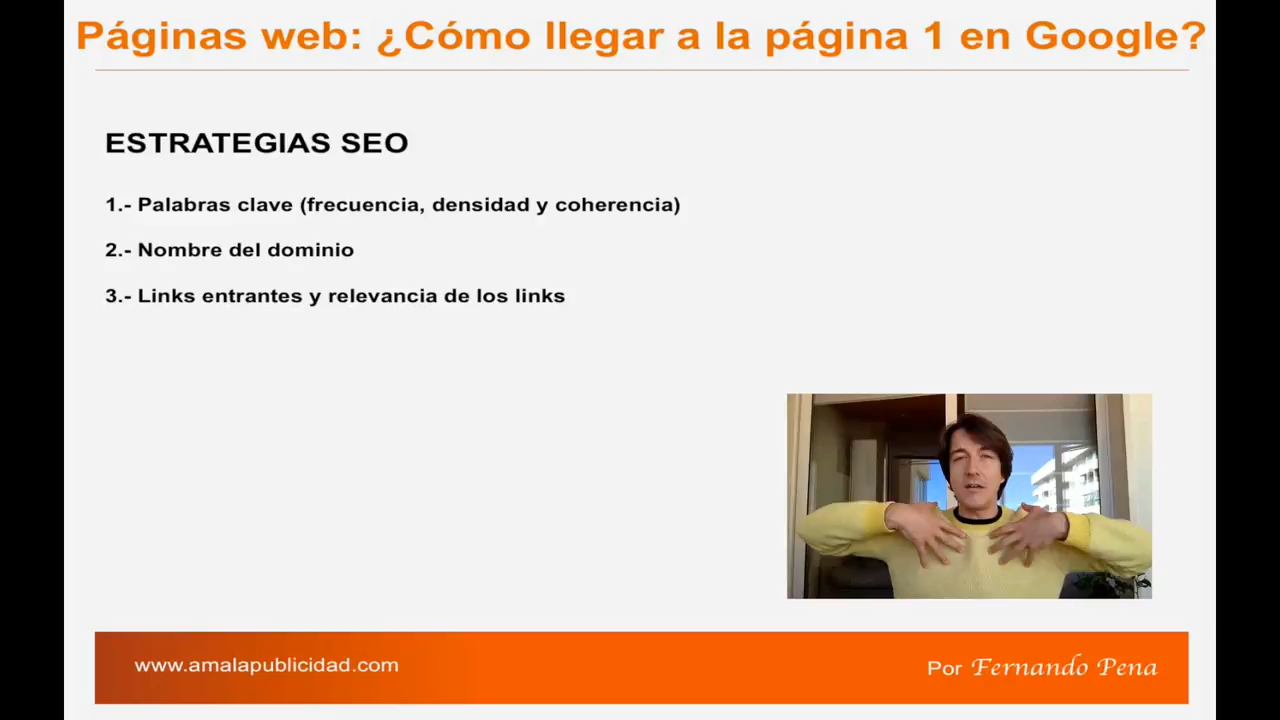 Páginas web: ¿Cómo llegar a la página 1 en Google?
ESTRATEGIAS SEO
1.- Palabras clave (frecuencia, densidad y coherencia)
2.- Nombre del dominio
3.- Links entrantes y relevancia de los links
www.amalapublicidad.com
Por Fernando Pena